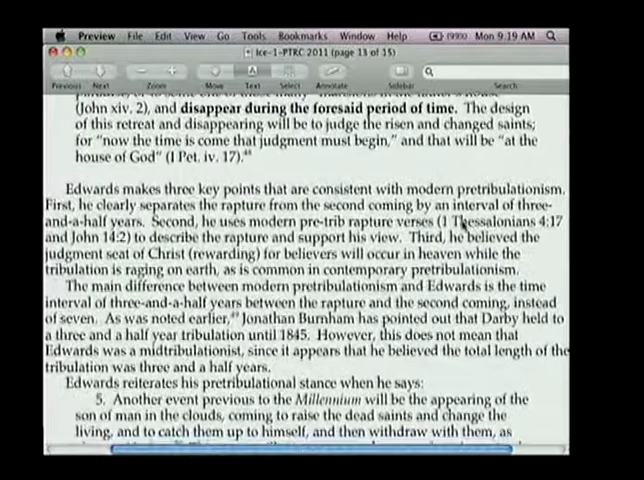 Preview File Edit View Go Tools Bookmarks Window Help Mon 9:19 AM
Ice-1-PTRC 2011 (page 13 of 15)
Previous Next Zoom Move Text Select Annotate Sidebar Search
(John xiv. 2), and disappear during the foresaid period of time. The design
of this retreat and disappearing will be to judge the risen and changed saints;
for "now the time is come that judgment must begin," and that will be "at the
house of God" (I Pet. iv. 17).
Edwards makes three key points that are consistent with modern pretribulationism.
First, he clearly separates the rapture from the second coming by an interval of three-
and-a-half years. Second, he uses modern pre-trib rapture verses (1 Thessalonians 4:17
and John 14:2) to describe the rapture and support his view. Third, he believed the
judgment seat of Christ (rewarding) for believers will occur in heaven while the
tribulation is raging on earth, as is common in contemporary pretribulationism.
The main difference between modern pretribulationism and Edwards is the time
interval of three-and-a-half years between the rapture and the second coming, instead
of seven. As was noted earlier, Jonathan Burnham has pointed out that Darby held to
a three and a half year tribulation until 1845. However, this does not mean that
Edwards was a midtribulationist, since it appears that he believed the total length of the
tribulation was three and a half years.
Edwards reiterates his pretribulational stance when he says:
5. Another event previous to the Millennium will be the appearing of the
son of man in the clouds, coming to raise the dead saints and change the
living, and to catch them up to himself, and then withdraw with them, as